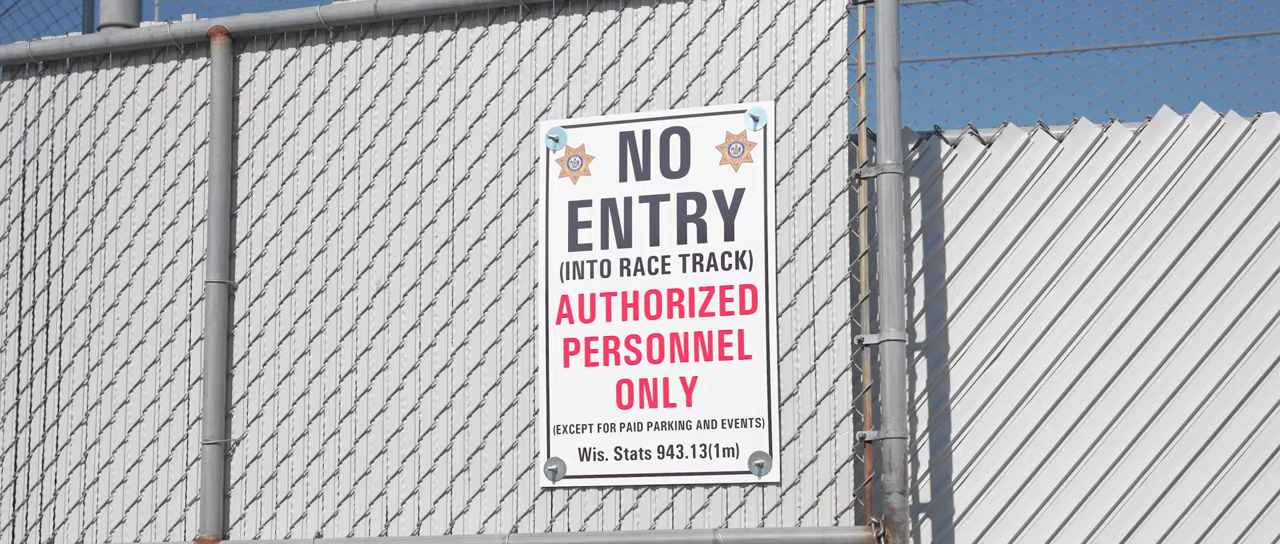 NO
ENTRY
(INTO RACE TRACK)
AUTHORIZED
PERSONNEL
ONLY
(EXCEPT FOR PAID PARKING AND EVENTS)
Wis. Stats 943.13(1m)